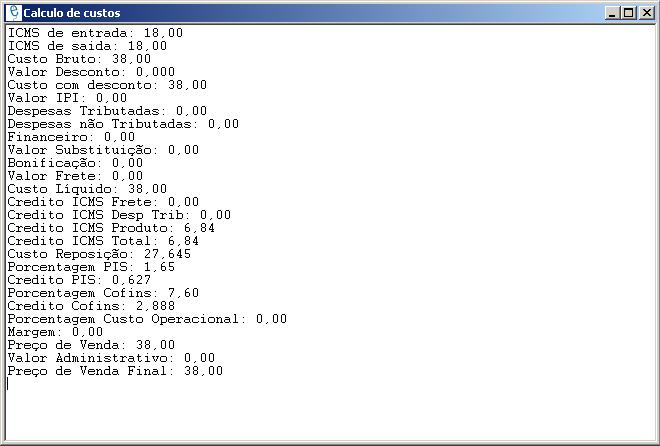 Calculo de custos
ICMS de entrada: 18,00
ICMS de saida: 18,00
Custo Bruto: 38,00
Valor Desconto: 0,000
Custo com desconto: 38,00
Valor IPI: 0,00
Despesas Tributadas: 0,00
Despesas não Tributadas: 0,00
Financeiro: 0,00
Valor Substituição: 0,00
Bonificação: 0,00
Valor Frete: 0,00
Custo Líquido: 38,00
Credito ICMS Frete: 0,00
Credito ICMS Desp Trib: 0,00
Credito ICMS Produto: 6,84
Credito ICMS Total: 6,84
Custo Reposição: 27,645
Porcentagem PIS: 1,65
Credito PIS: 0,627
Porcentagem Cofins: 7,60
Credito Cofins: 2,888
Porcentagem Custo Operacional: 0,00
Margem: 0,00
Preço de Venda: 38,00
Valor Administrativo: 0,00
Preço de Venda Final: 38,00